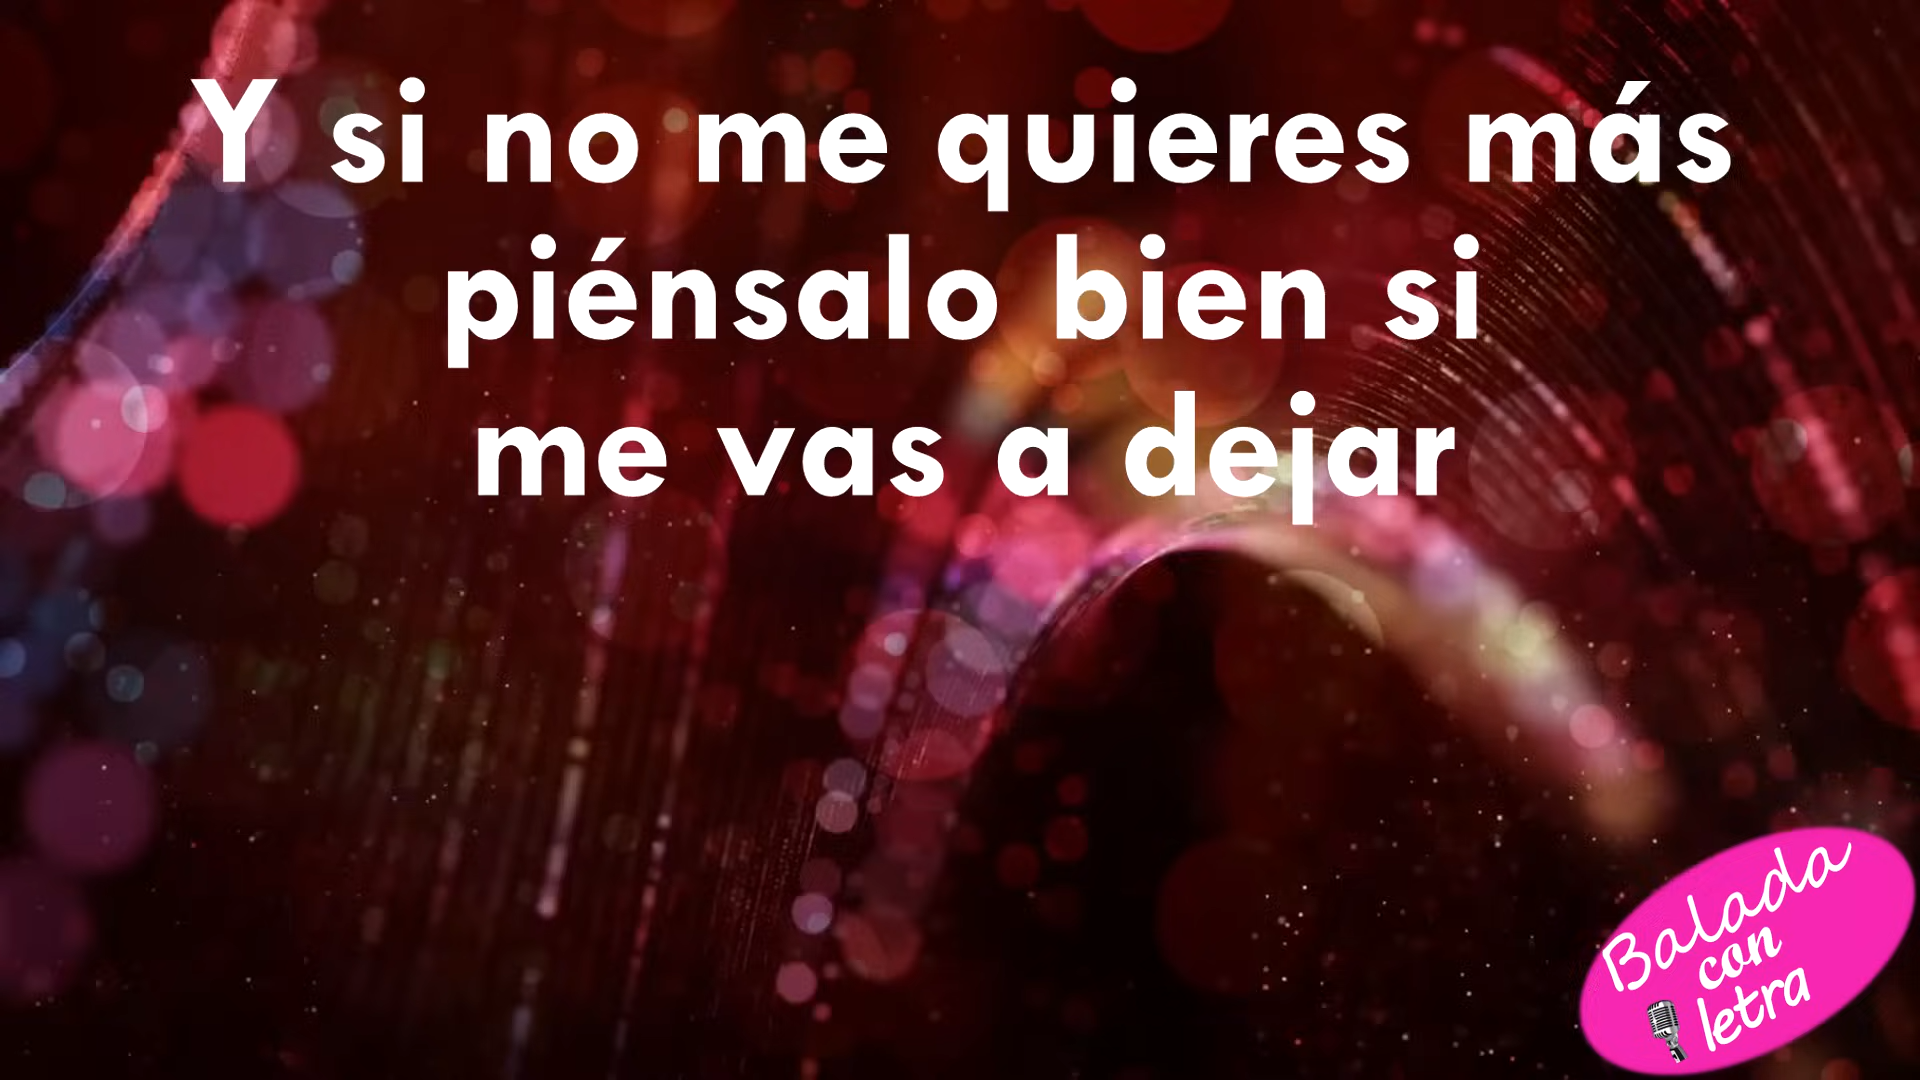 Y si no me quieres más
piénsalo bien si
me vas a dejar
Balada
con
letra